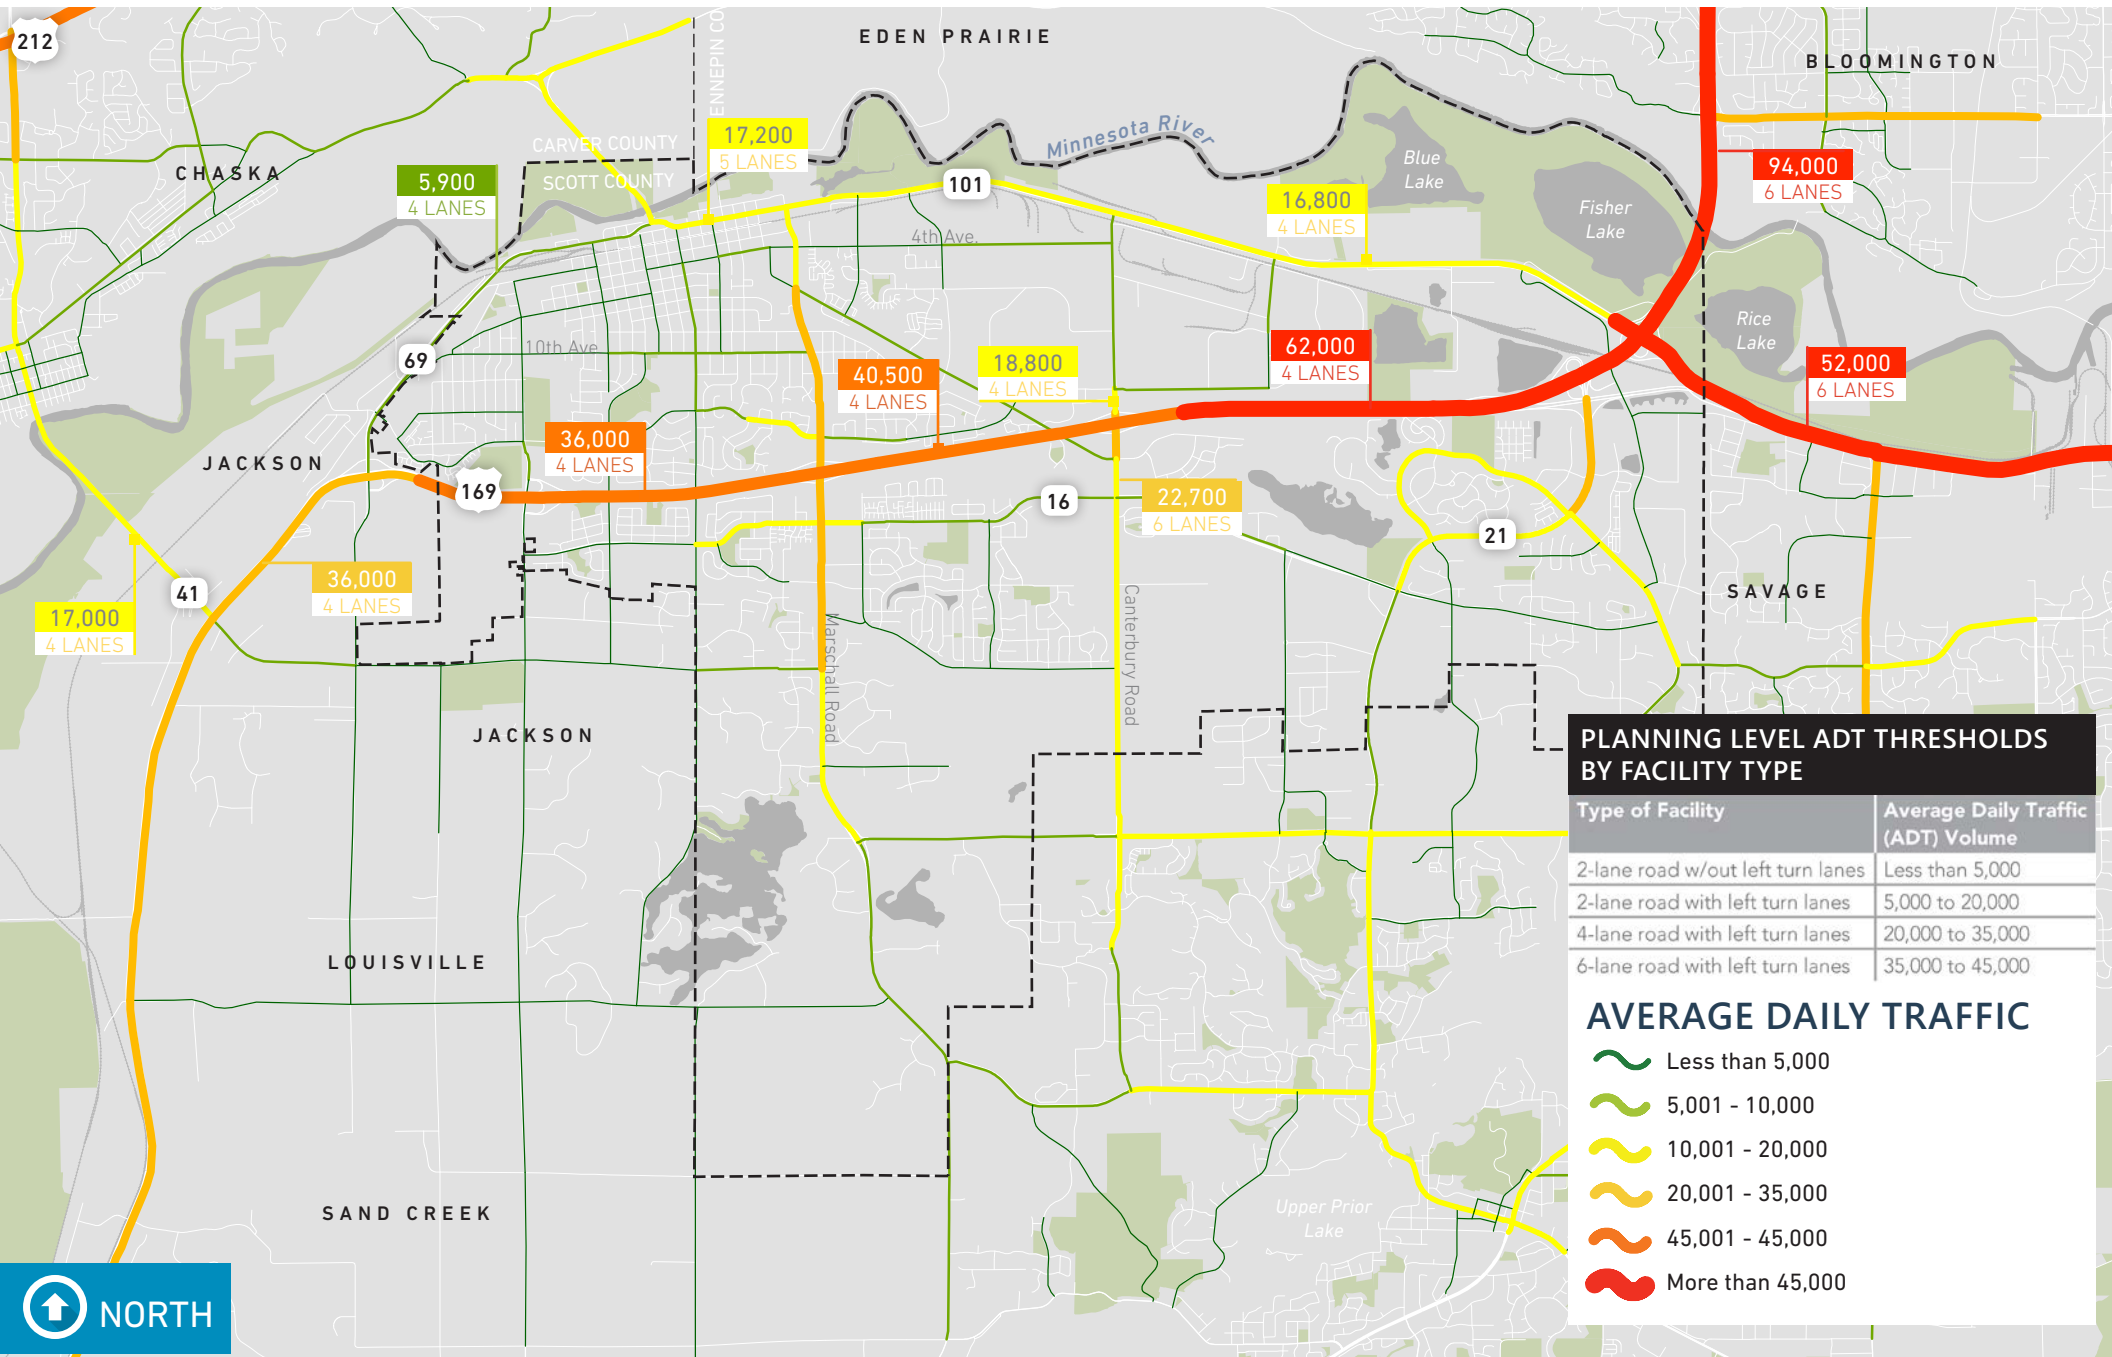 212
EDEN PRAIRIE
BLOOMINGTON
ENNEPIN CO
CARVER COUNTY
SCOTT COUNTY
CHASKA
17,200
5 LANES
Minnesota River
Blue
Lake
94,000
6 LANES
5,900
4 LANES
101
16,800
4 LANES
Fisher
Lake
4th Ave.
Rice
Lake
69
10th Ave
40,500
4 LANES
18,800
4 LANES
62,000
4 LANES
52,000
6 LANES
36,000
4 LANES
JACKSON
169
16
22,700
6 LANES
21
36,000
4 LANES
41
17,000
4 LANES
SAVAGE
Marschall Road
Canterbury Road
JACKSON
LOUISVILLE
SAND CREEK
Upper Prior
Lake
PLANNING LEVEL ADT THRESHOLDS
BY FACILITY TYPE
Type of Facility Average Daily Traffic
(ADT) Volume
2-lane road w/out left turn lanes Less than 5,000
2-lane road with left turn lanes 5,000 to 20,000
4-lane road with left turn lanes 20,000 to 35,000
6-lane road with left turn lanes 35,000 to 45,000
AVERAGE DAILY TRAFFIC
Less than 5,000
5,001 - 10,000
10,001 - 20,000
20,001 - 35,000
45,001 - 45,000
More than 45,000
NORTH